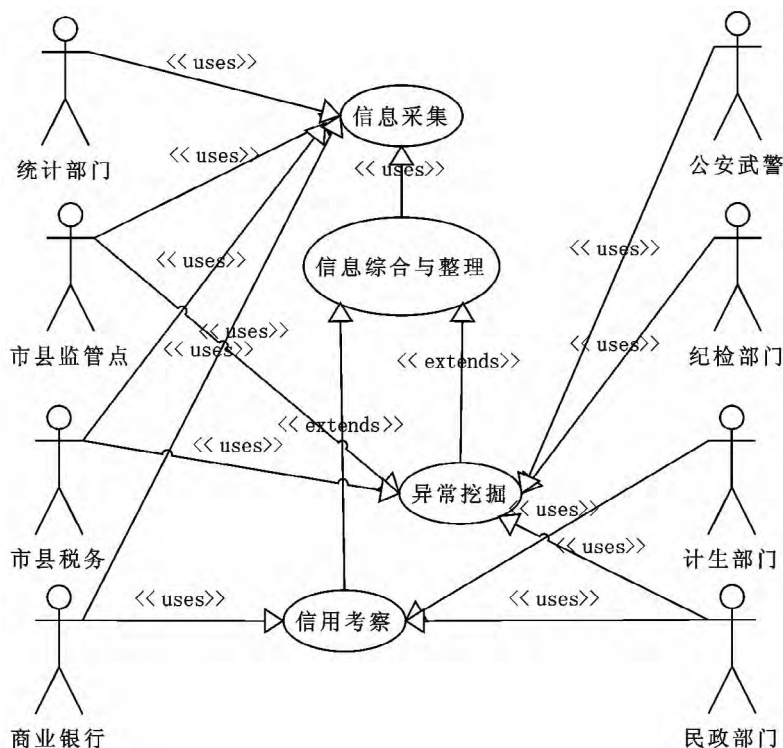 << uses>>
信息采集
<< uses>>
<< uses>>
统计部门
公安武警
信息综合与整理
<< uses>>
<< uses>>
<< uses>>
<< uses>>
<< uses>>
市县监管点
纪检部门
<< extends>>
<< extends>>
<< uses>>
异常挖掘
<< uses>>
<< uses>>
市县税务
计生部门
<< uses>>
信用考察
<< uses>>
商业银行
民政部门